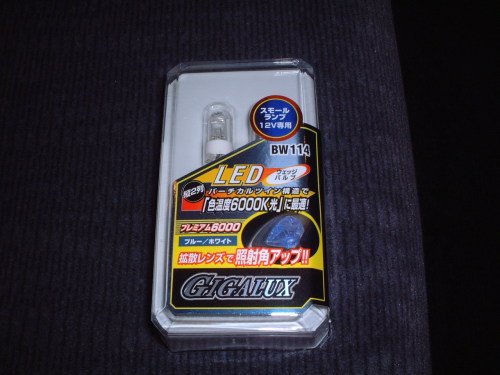 スモール
ランプ
12V専用
BW114
LED
ウェッジ
バルブ
縦2列
バーチカルツイン構造で
「色温度6000K光」に最適!
プレミアム6000
ブルー/ホワイト
拡散レンズで照射角アップ!!
GIGALUX